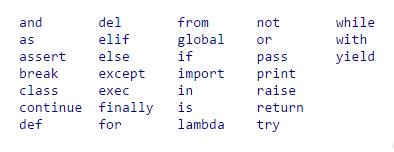 and del from not while
as elif global or with
assert else if pass yield
break except import print
class exec in raise
continue finally is return
def for lambda try